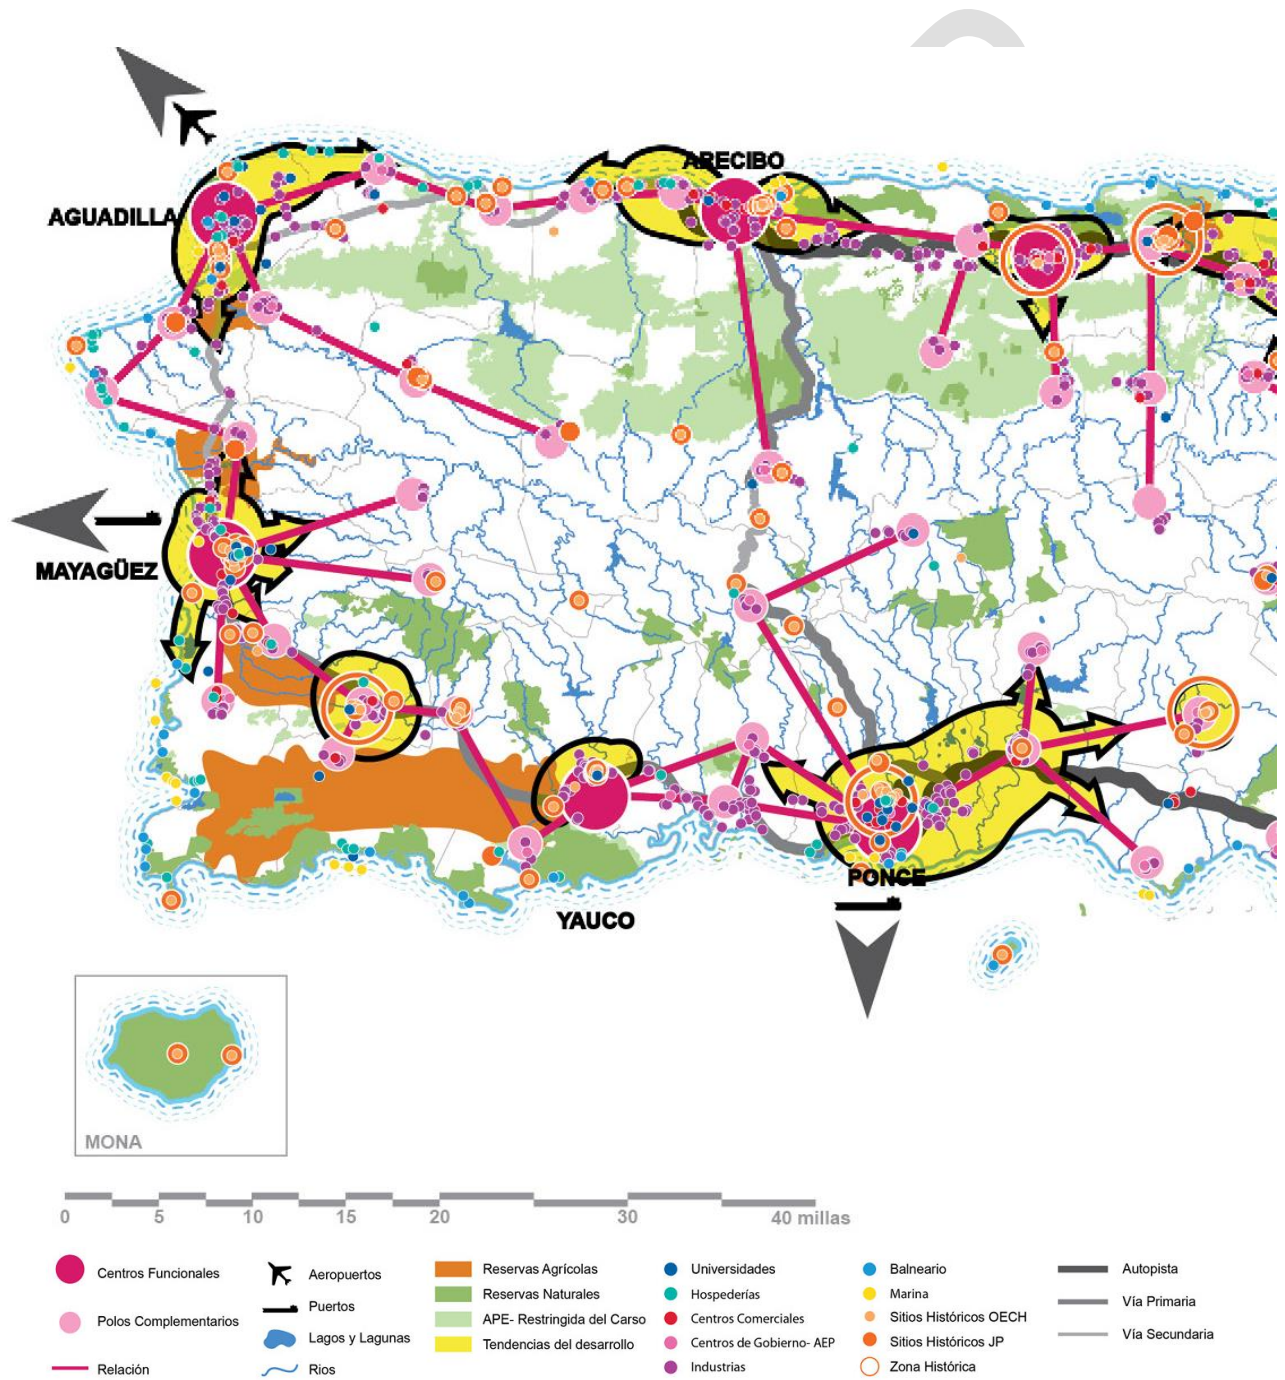 ARECIBO
AGUADILLA
MAYAGÜEZ
PONCE
YAUCO
MONA
0 5 10 15 20 30 40 millas
Centros Funcionales
Polos Complementarios
Relación
Aeropuertos
Puertos
Lagos y Lagunas
Rios
Reservas Agrícolas
Reservas Naturales
APE- Restringida del Carso
Tendencias del desarrollo
Universidades
Hospederías
Centros Comerciales
Centros de Gobierno- AEP
Industrias
Balneario
Marina
Sitios Históricos OECH
Sitios Históricos JP
Zona Histórica
Autopista
Vía Primaria
Vía Secundaria